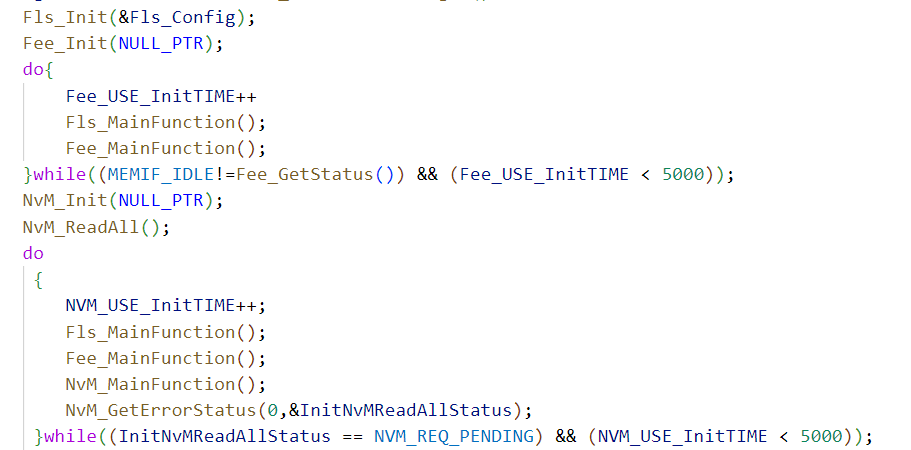 Fls_Init(&Fls_Config);
Fee_Init(NULL_PTR);
do{
Fee_USE_InitTIME++
Fls_MainFunction();
Fee_MainFunction();
}while((MEMIF_IDLE!=Fee_GetStatus()) && (Fee_USE_InitTIME < 5000));
NvM_Init(NULL_PTR);
NvM_ReadAll();
do
{
NVM_USE_InitTIME++;
Fls_MainFunction();
Fee_MainFunction();
NvM_MainFunction();
NvM_GetErrorStatus(0,&InitNvMReadAllStatus);
}while((InitNvMReadAllStatus == NVM_REQ_PENDING) && (NVM_USE_InitTIME < 5000));